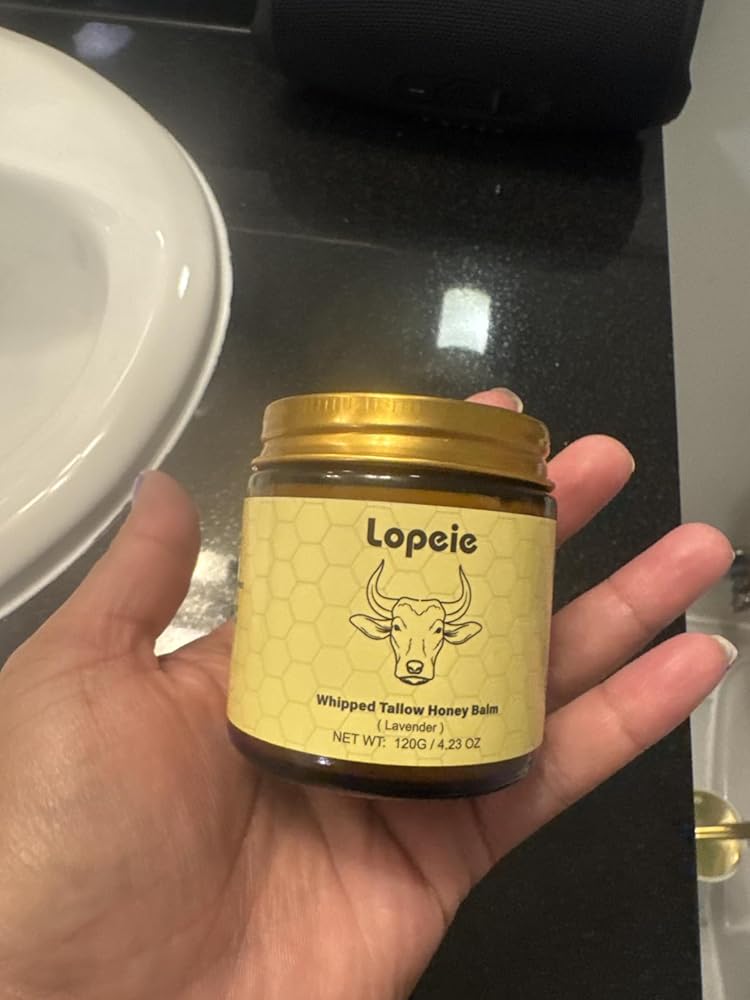 Lopeie
Whipped Tallow Honey Balm
( Lavender )
NET WT: 120G / 4.23 OZ